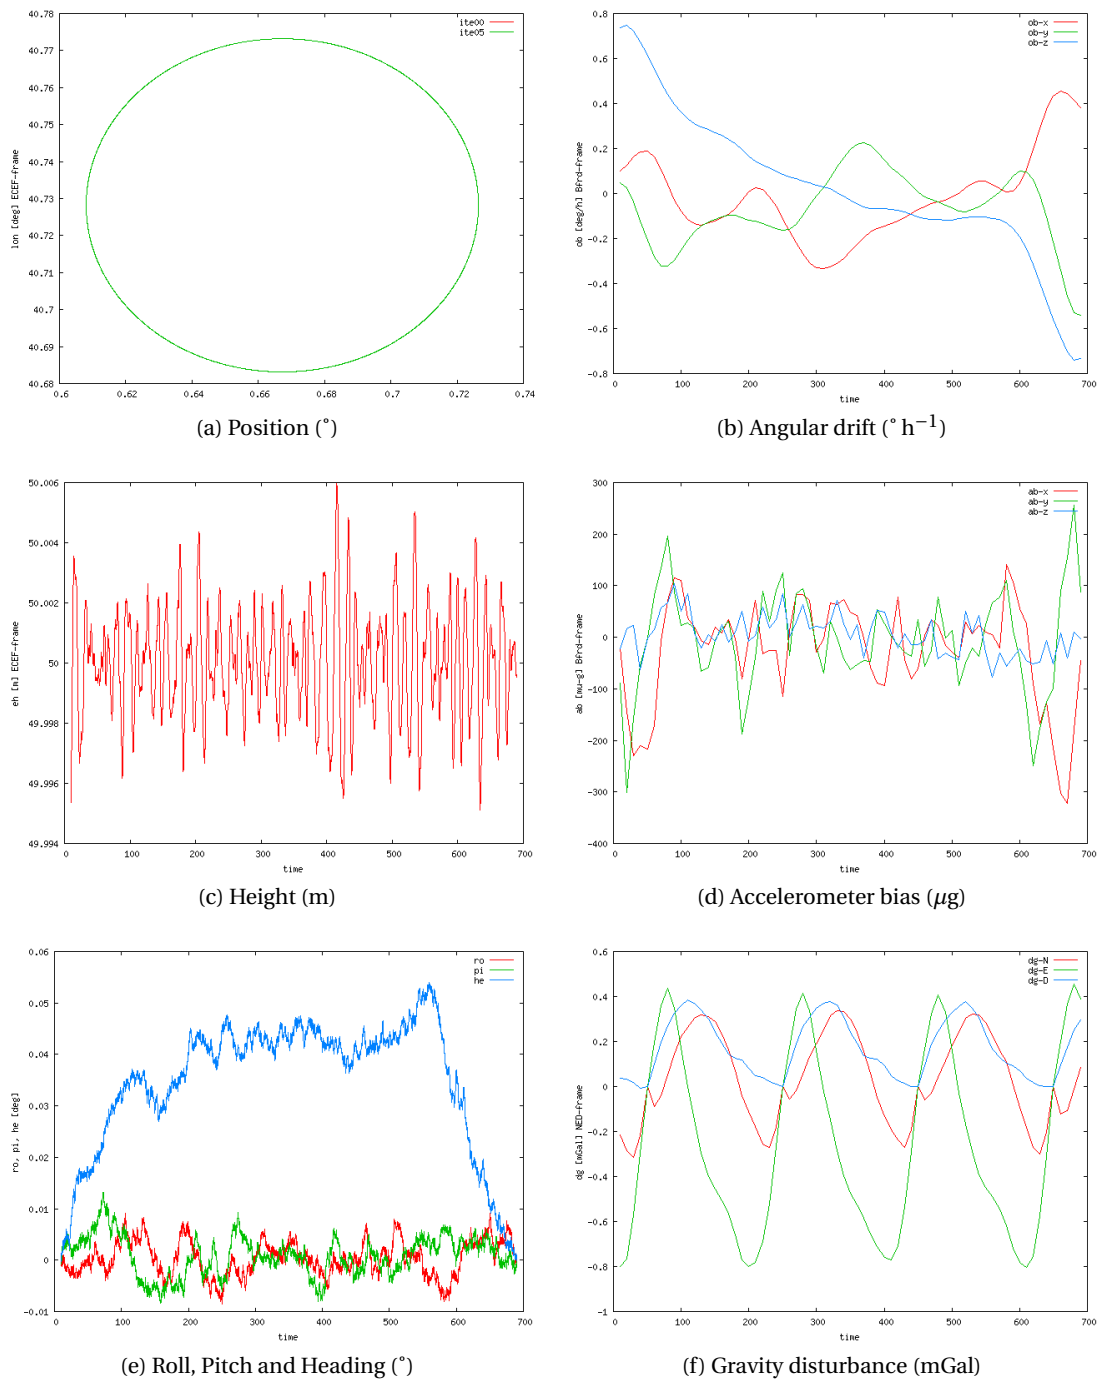 40.78
40.77
40.76
40.75
40.74
40.73
40.72
40.71
40.7
40.69
40.68
lon [deg] ECEF-frame
ite00
ite05
0.6 0.62 0.64 0.66 0.68 0.7 0.72 0.74
(a) Position (°)
0.8
0.6
0.4
0.2
0
-0.2
-0.4
-0.6
-0.8
ob [deg/h] Bfrd-frame
ob-x
ob-y
ob-z
0 100 200 300 400 500 600 700
time
(b) Angular drift (° h−1)
50.006
50.004
50.002
50
49.998
49.996
49.994
eh [m] ECEF-frame
0 100 200 300 400 500 600 700
time
(c) Height (m)
300
200
100
0
-100
-200
-300
-400
ab [mu-g] Bfrd-frame
ab-x
ab-y
ab-z
0 100 200 300 400 500 600 700
time
(d) Accelerometer bias (μg)
0.06
0.05
0.04
0.03
0.02
0.01
0
-0.01
ro, pi, he [deg]
ro
pi
he
0 100 200 300 400 500 600 700
time
(e) Roll, Pitch and Heading (°)
0.6
0.4
0.2
0
-0.2
-0.4
-0.6
-0.8
-1
dg [mGal] NED-frame
dg-N
dg-E
dg-D
0 100 200 300 400 500 600 700
time
(f) Gravity disturbance (mGal)